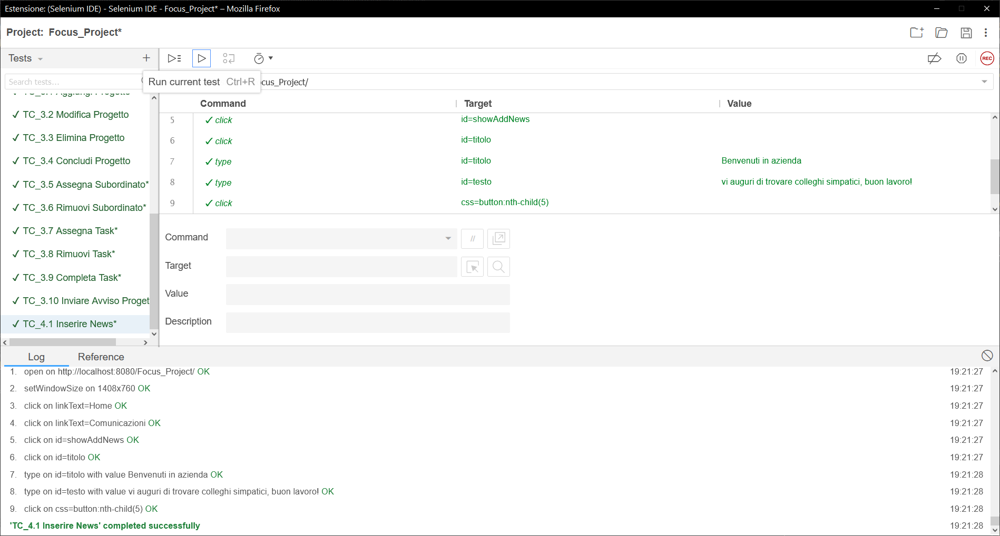 Estensione: (Selenium IDE) - Selenium IDE - Focus_Project* – Mozilla Firefox
Project: Focus_Project*
Tests
REC
Search tests...
Run current test Ctrl+R
cus_Project/
Command Target Value
TC_3.2 Modifica Progetto
TC_3.3 Elimina Progetto
TC_3.4 Concludi Progetto
TC_3.5 Assegna Subordinato*
TC_3.6 Rimuovi Subordinato*
TC_3.7 Assegna Task*
TC_3.8 Rimuovi Task*
TC_3.9 Completa Task*
TC_3.10 Inviare Avviso Proget
TC_4.1 Inserire News*
5 click id=showAddNews
6 click id=titolo
7 type id=titolo Benvenuti in azienda
8 type id=testo vi auguri di trovare colleghi simpatici, buon lavoro!
9 click css=button:nth-child(5)
Command //
Target
Value
Description
Log Reference
1. open on http://localhost:8080/Focus_Project/ OK 19:21:27
2. setWindowSize on 1408x760 OK 19:21:27
3. click on linkText=Home OK 19:21:27
4. click on linkText=Comunicazioni OK 19:21:27
5. click on id=showAddNews OK 19:21:27
6. click on id=titolo OK 19:21:27
7. type on id=titolo with value Benvenuti in azienda OK 19:21:28
8. type on id=testo with value vi auguri di trovare colleghi simpatici, buon lavoro! OK 19:21:28
9. click on css=button:nth-child(5) OK 19:21:28
'TC_4.1 Inserire News' completed successfully 19:21:28